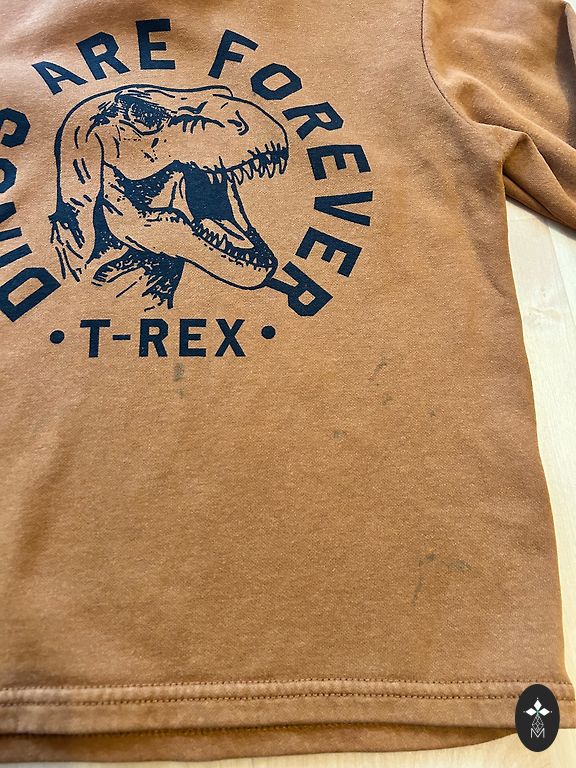 DINOS ARE FOREVER
• T-REX •